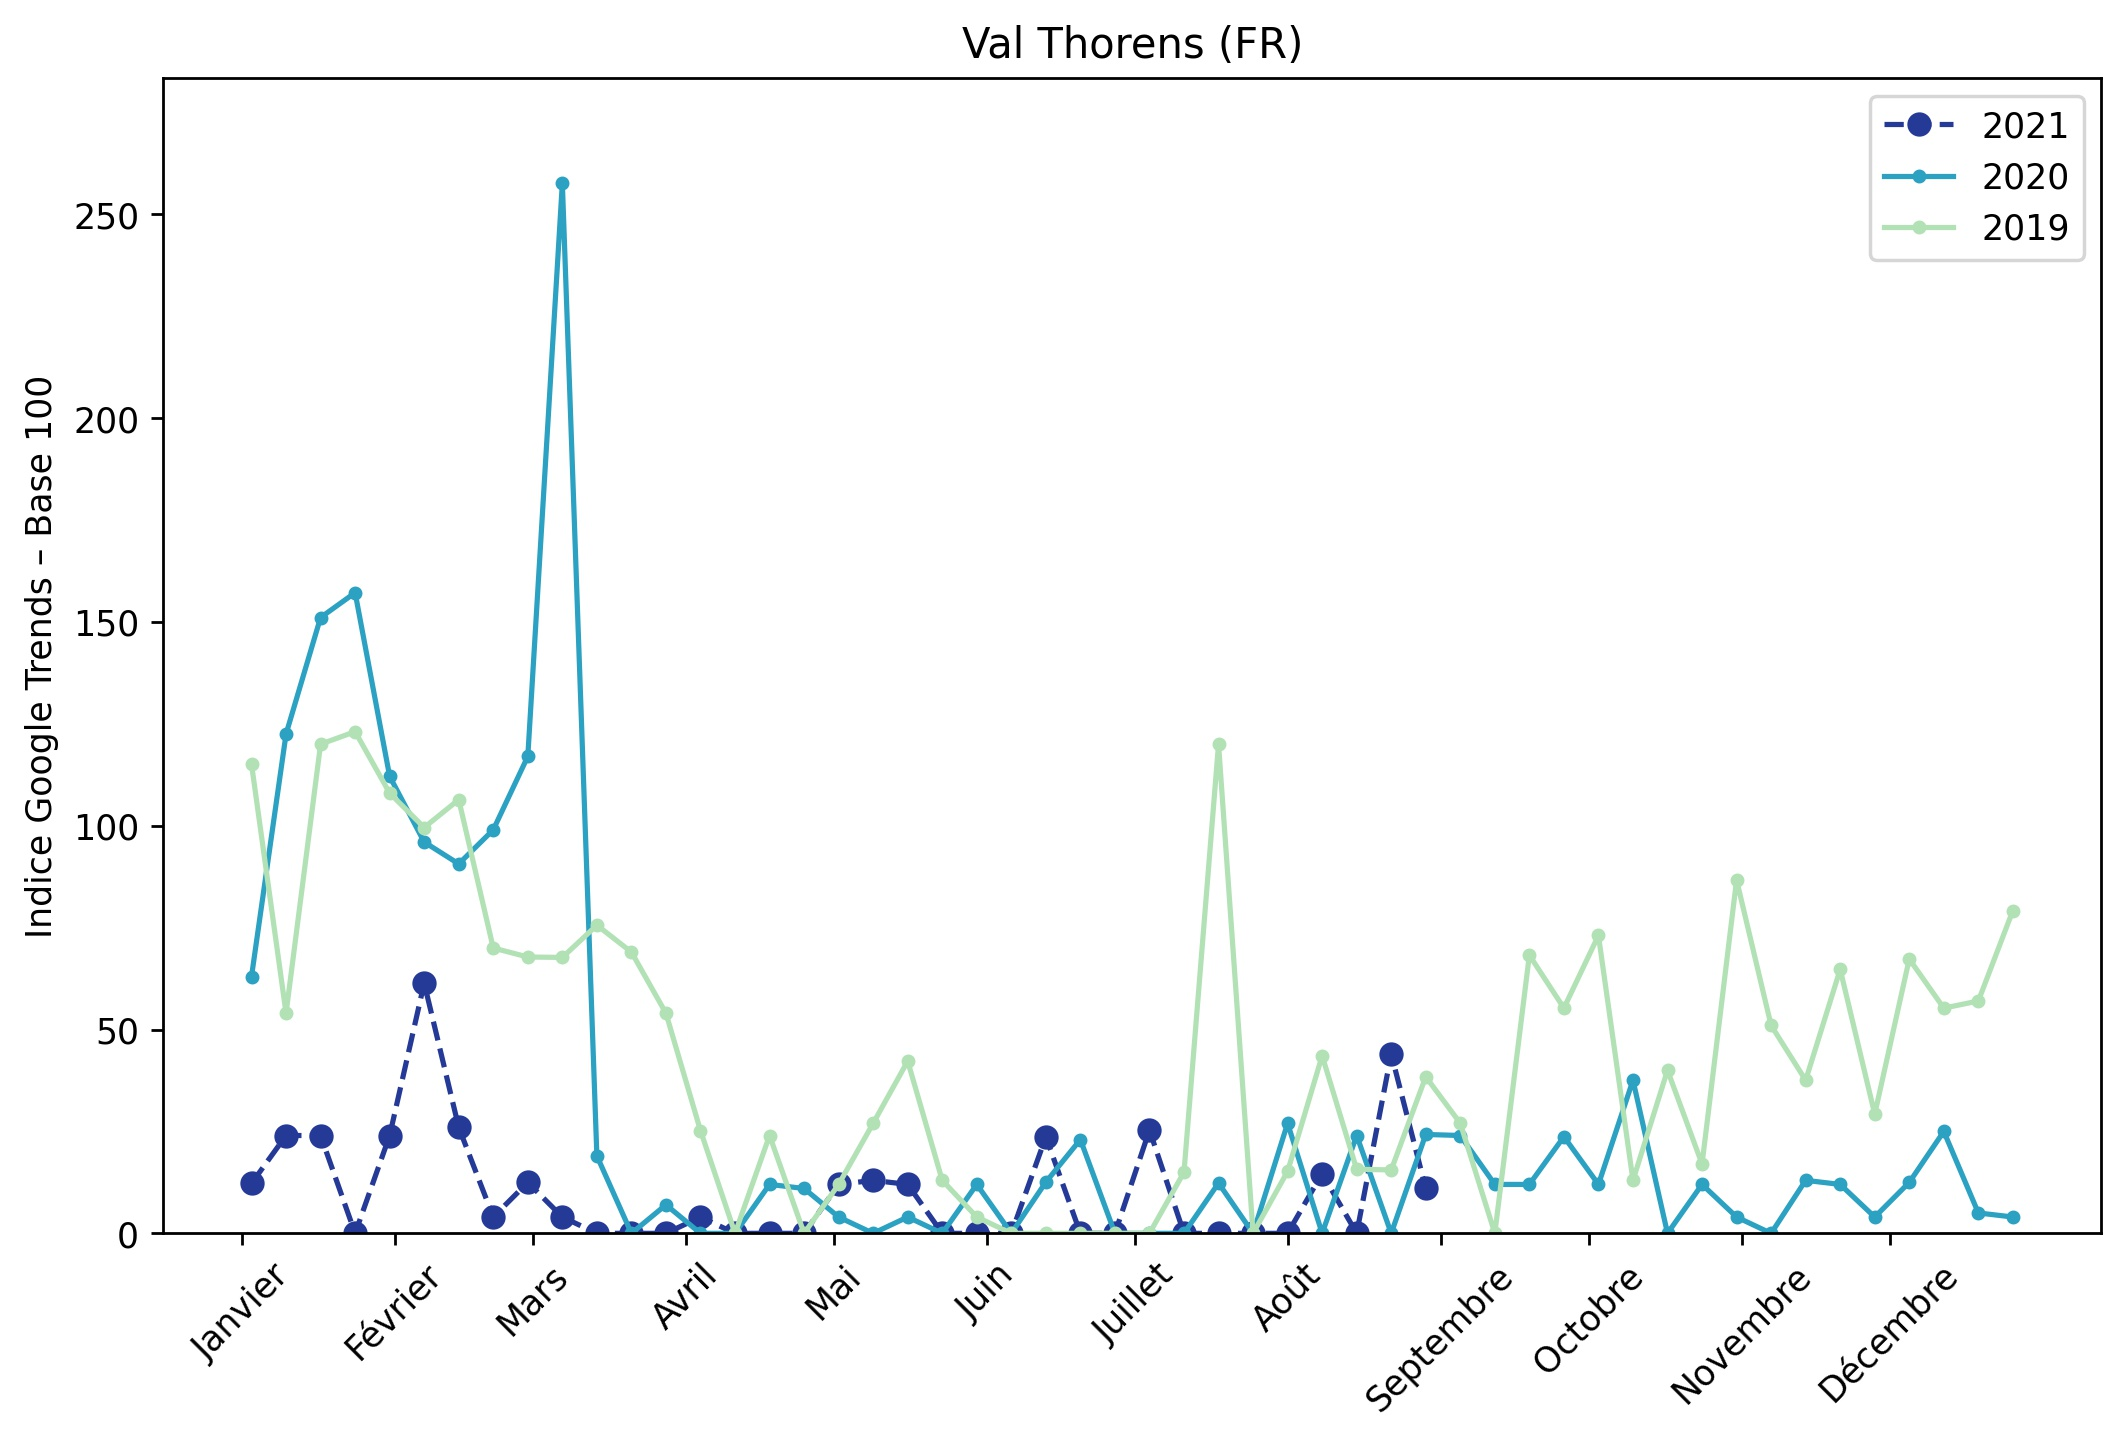 Val Thorens (FR)
2021
2020
2019
Indice Google Trends – Base 100
250
200
150
100
50
0
Janvier
Février
Mars
Avril
Mai
Juin
Juillet
Août
Septembre
Octobre
Novembre
Décembre